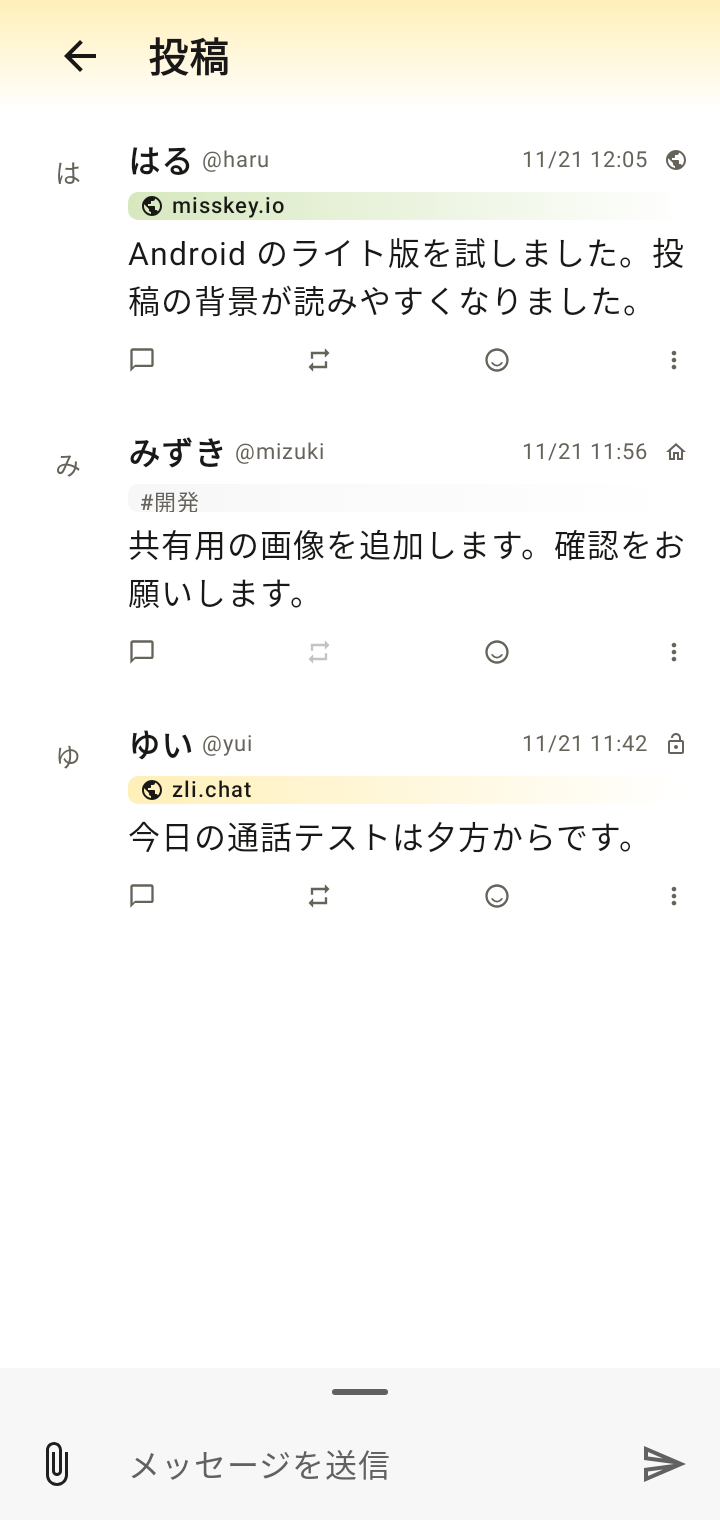 投稿
は
はる @haru 11/21 12:05
misskey.io
Android のライト版を試しました。投
稿の背景が読みやすくなりました。
み
みずき @mizuki 11/21 11:56
#開発
共有用の画像を追加します。確認をお
願いします。
ゆ
ゆい @yui 11/21 11:42
zli.chat
今日の通話テストは夕方からです。
メッセージを送信